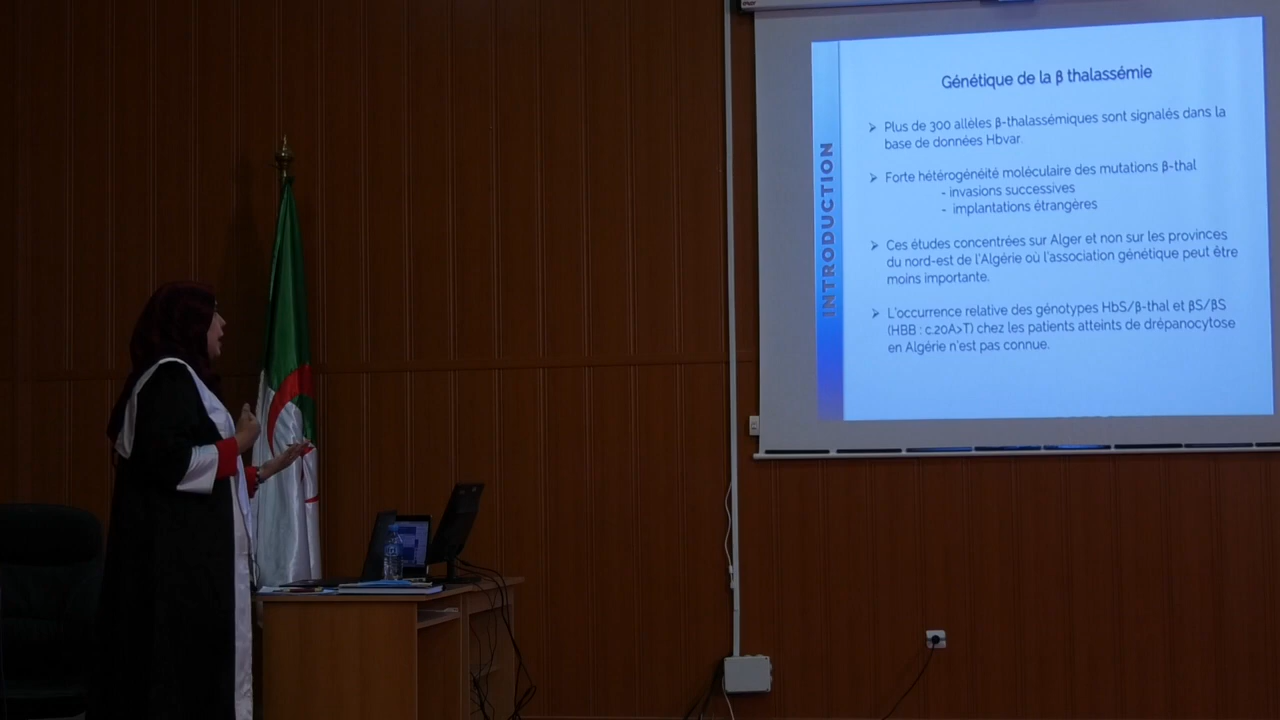 Génétique de la β thalassémie
➢ Plus de 300 allèles β-thalassémiques sont signalés dans la
base de données Hbvar.
➢ Forte hétérogénéité moléculaire des mutations β-thal
- invasions successives
- implantations étrangères
➢ Ces études concentrées sur Alger et non sur les provinces
du nord-est de l'Algérie où l'association génétique peut être
moins importante.
➢ L'occurrence relative des génotypes HbS/β-thal et βS/βS
(HBB : c.20A>T) chez les patients atteints de drépanocytose
en Algérie n'est pas connue.
INTRODUCTION